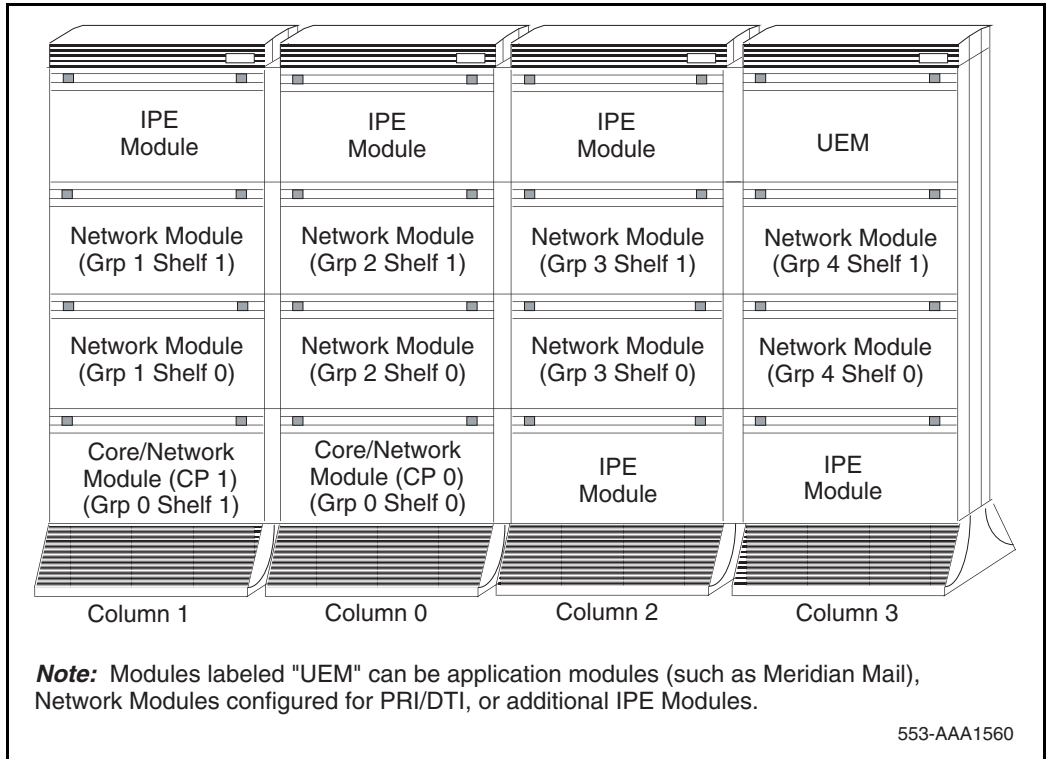 IPE
Module
IPE
Module
IPE
Module
UEM
Network Module
(Grp 1 Shelf 1)
Network Module
(Grp 2 Shelf 1)
Network Module
(Grp 3 Shelf 1)
Network Module
(Grp 4 Shelf 1)
Network Module
(Grp 1 Shelf 0)
Network Module
(Grp 2 Shelf 0)
Network Module
(Grp 3 Shelf 0)
Network Module
(Grp 4 Shelf 0)
Core/Network
Module (CP 1)
(Grp 0 Shelf 1)
Core/Network
Module (CP 0)
(Grp 0 Shelf 0)
IPE
Module
IPE
Module
Column 1
Column 0
Column 2
Column 3
Note: Modules labeled "UEM" can be application modules (such as Meridian Mail),
Network Modules configured for PRI/DTI, or additional IPE Modules.
553-AAA1560